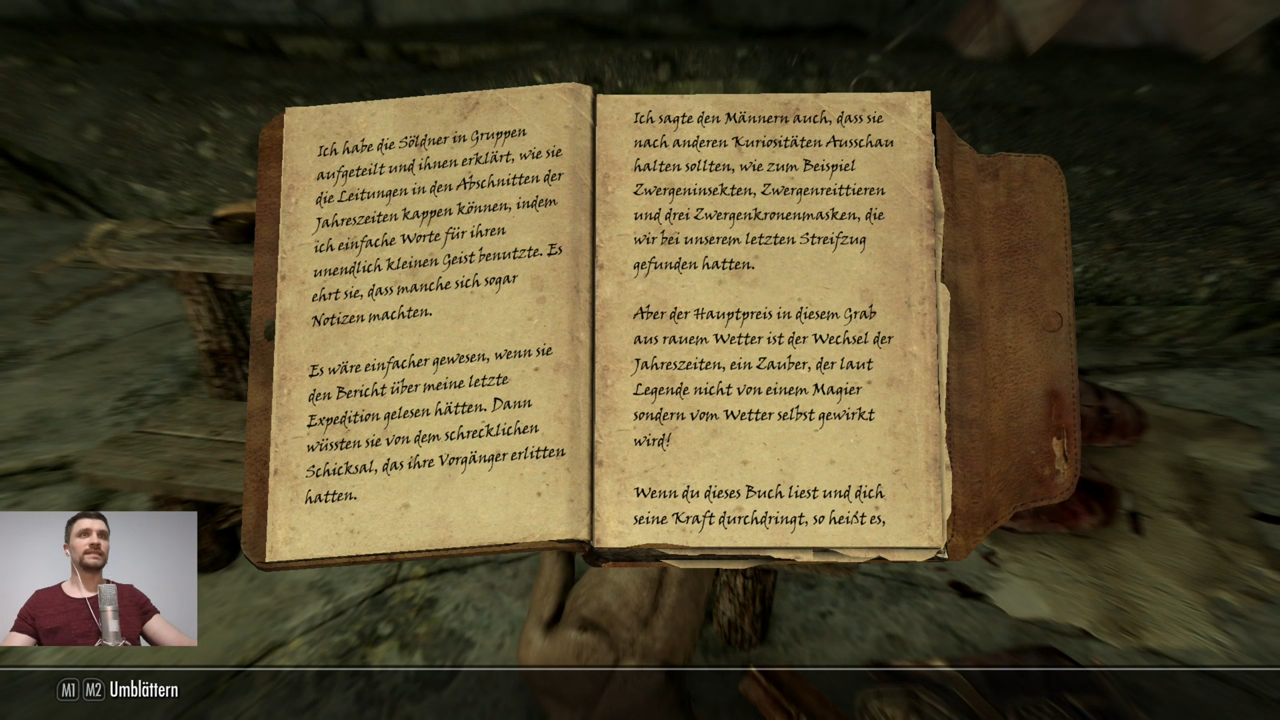 Ich habe die Söldner in Gruppen
aufgeteilt und ihnen erklärt, wie sie
die Leitungen in den Abschnitten der
Jahreszeiten kappen können, indem
ich einfache Worte für ihren
unendlich kleinen Geist benutzte. Es
ehrt sie, dass manche sich sogar
Notizen machten.
Es wäre einfacher gewesen, wenn sie
den Bericht über meine letzte
Expedition gelesen hätten. Dann
wüssten sie von dem schrecklichen
Schicksal, das ihre Vorgänger erlitten
hatten.
Ich sagte den Männern auch, dass sie
nach anderen Kuriositäten Ausschau
halten sollten, wie zum Beispiel
Zwergeninsekten, Zwergenreittieren
und drei Zwergenkronenmasken, die
wir bei unserem letzten Streifzug
gefunden hatten.
Aber der Hauptpreis in diesem Grab
aus rauem Wetter ist der Wechsel der
Jahreszeiten, ein Zauber, der laut
Legende nicht von einem Magier
sondern vom Wetter selbst gewirkt
wird!
Wenn du dieses Buch liest und dich
seine Kraft durchdringt, so heißt es,
M1 M2 Umblättern